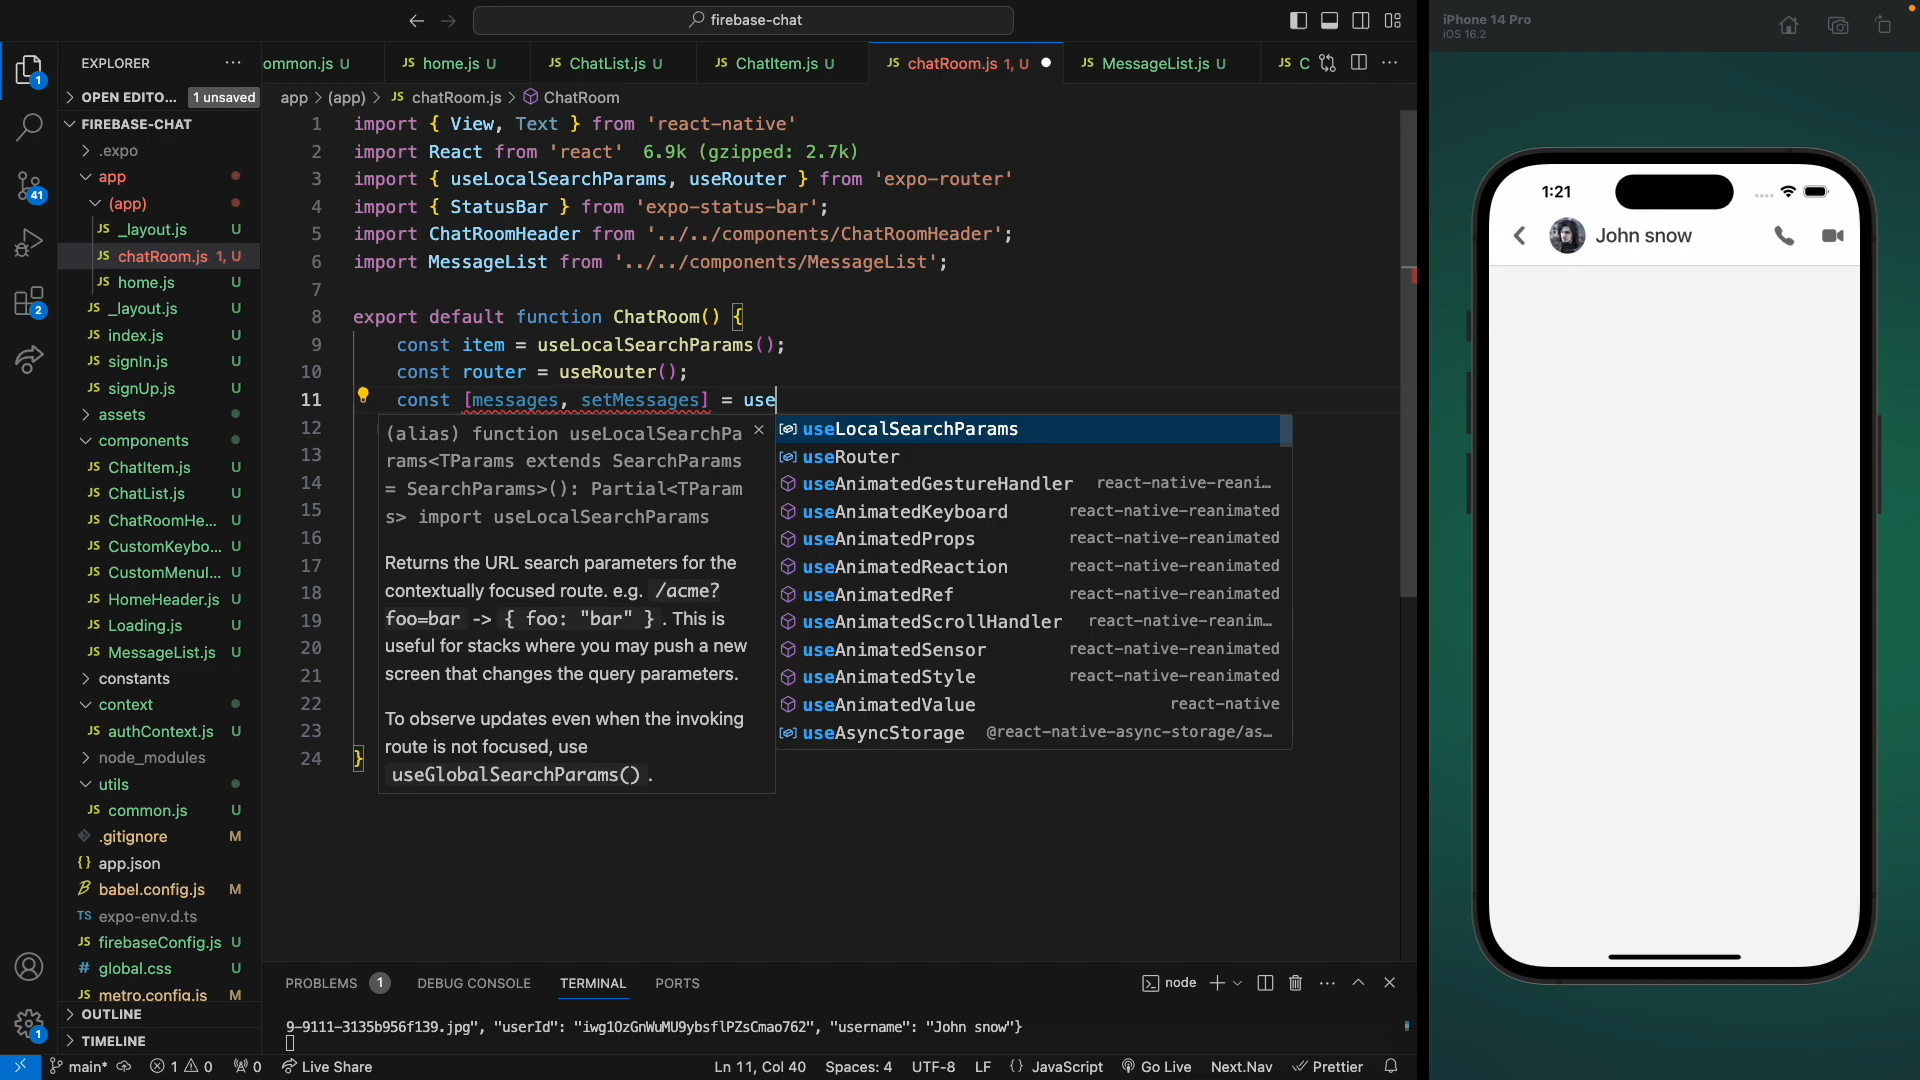 firebase-chat
iPhone 14 Pro
iOS 16.2
EXPLORER
ommon.js U
JS home.js U
JS ChatList.js U
JS ChatItem.js U
JS chatRoom.js 1, U
JS MessageList.js U
JS C
OPEN EDITO... 1 unsaved
app > (app) > JS chatRoom.js > ChatRoom
FIREBASE-CHAT
.expo
app
(app)
JS _layout.js U
JS chatRoom.js 1, U
JS home.js U
JS _layout.js U
JS index.js U
JS signIn.js U
JS signUp.js U
assets
components
JS ChatItem.js U
JS ChatList.js U
JS ChatRoomHe... U
JS CustomKeybo... U
JS CustomMenuI... U
JS HomeHeader.js U
JS Loading.js U
JS MessageList.js U
constants
context
JS authContext.js U
node_modules
utils
JS common.js U
.gitignore M
{} app.json
babel.config.js M
TS expo-env.d.ts
JS firebaseConfig.js U
# global.css U
JS metro.config.js M
OUTLINE
TIMELINE
1
41
2
1
1 import { View, Text } from 'react-native'
2 import React from 'react' 6.9k (gzipped: 2.7k)
3 import { useLocalSearchParams, useRouter } from 'expo-router'
4 import { StatusBar } from 'expo-status-bar';
5 import ChatRoomHeader from '../../components/ChatRoomHeader';
6 import MessageList from '../../components/MessageList';
7
8 export default function ChatRoom() {
9 const item = useLocalSearchParams();
10 const router = useRouter();
11 const [messages, setMessages] = use
12
13
14
15
16
17
18
19
20
21
22
23
24 }
(alias) function useLocalSearchPa
rams<TParams extends SearchParams
= SearchParams>(): Partial<TParam
s> import useLocalSearchParams
Returns the URL search parameters for the
contextually focused route. e.g. /acme?
foo=bar -> { foo: "bar" } . This is
useful for stacks where you may push a new
screen that changes the query parameters.
To observe updates even when the invoking
route is not focused, use
useGlobalSearchParams() .
useLocalSearchParams
useRouter
useAnimatedGestureHandler react-native-reani...
useAnimatedKeyboard react-native-reanimated
useAnimatedProps react-native-reanimated
useAnimatedReaction react-native-reanimated
useAnimatedRef react-native-reanimated
useAnimatedScrollHandler react-native-reanim...
useAnimatedSensor react-native-reanimated
useAnimatedStyle react-native-reanimated
useAnimatedValue react-native
useAsyncStorage @react-native-async-storage/as...
PROBLEMS 1 DEBUG CONSOLE TERMINAL PORTS
node
9-9111-3135b956f139.jpg", "userId": "iwg1OzGnWuMU9ybsflPZsCmao762", "username": "John snow"}
main* 1 0 0 Live Share
Ln 11, Col 40 Spaces: 4 UTF-8 LF {} JavaScript Go Live Next.Nav Prettier
1:21
John snow